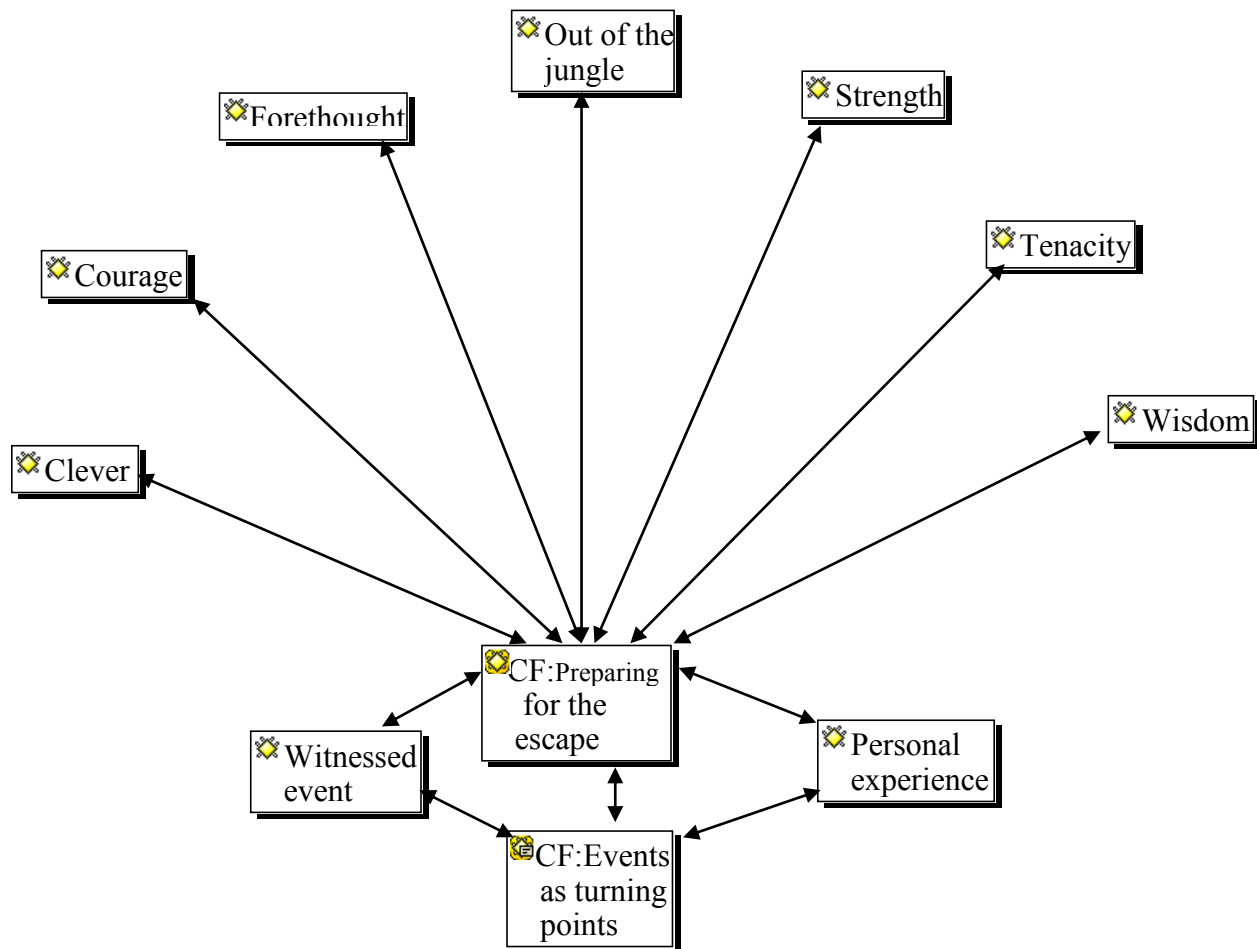 Out of the
jungle
Strength
Forethought
Tenacity
Courage
Wisdom
Clever
CF:Preparing
for the
escape
Witnessed
event
Personal
experience
CF:Events
as turning
points